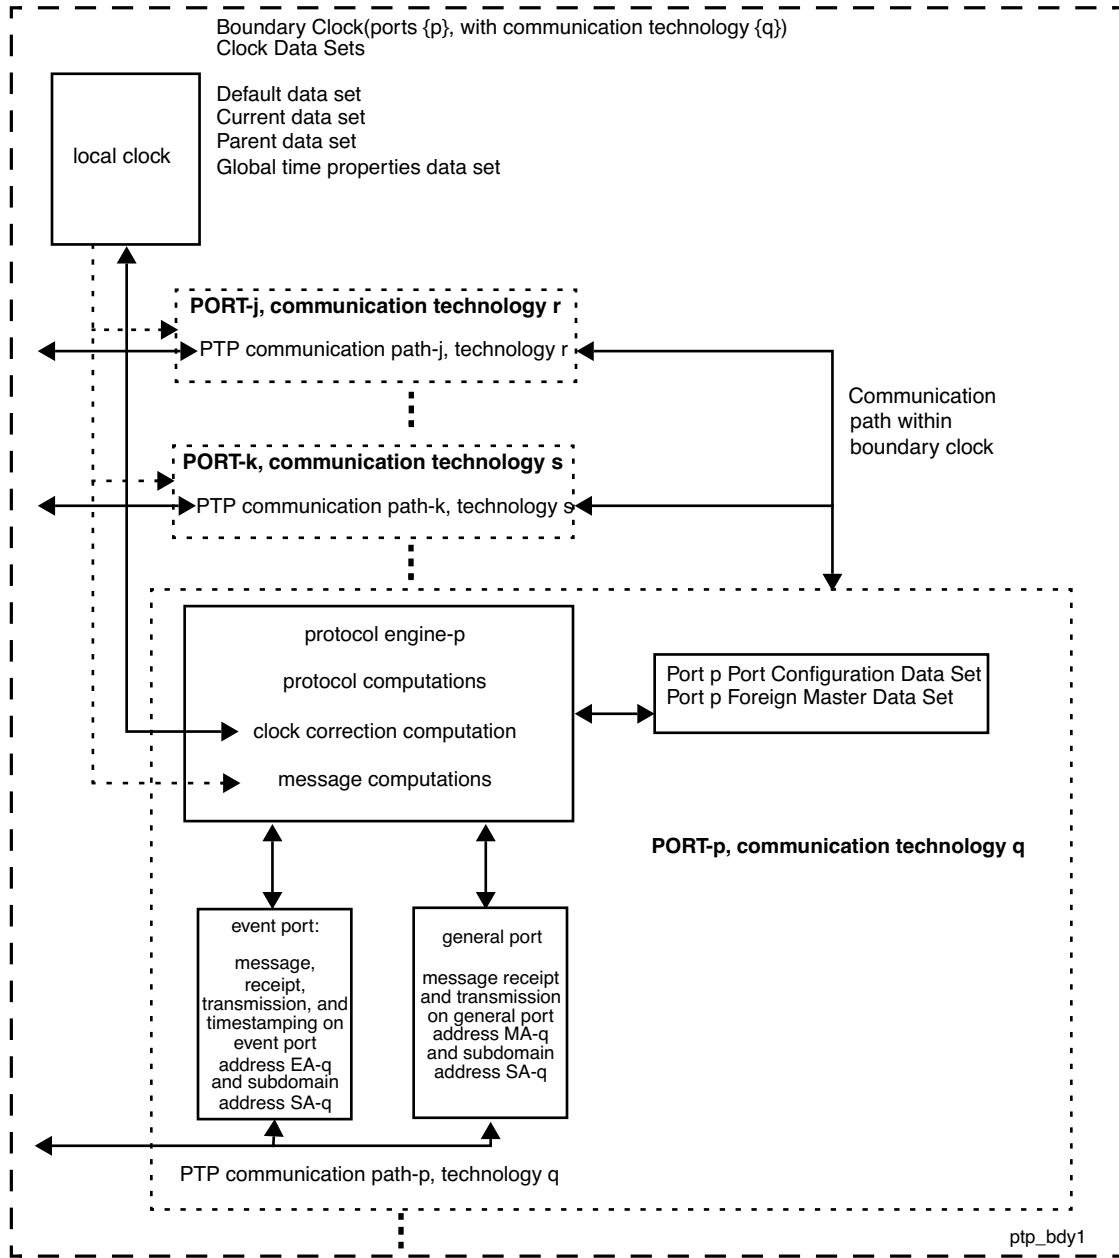 Boundary Clock(ports {p}, with communication technology {q})
Clock Data Sets
local clock
Default data set
Current data set
Parent data set
Global time properties data set
PORT-j, communication technology r
PTP communication path-j, technology r
Communication
path within
boundary clock
PORT-k, communication technology s
PTP communication path-k, technology s
protocol engine-p
protocol computations
clock correction computation
message computations
Port p Port Configuration Data Set
Port p Foreign Master Data Set
PORT-p, communication technology q
event port:
message,
receipt,
transmission, and
timestamping on
event port
address EA-q
and subdomain
address SA-q
general port
message receipt
and transmission
on general port
address MA-q
and subdomain
address SA-q
PTP communication path-p, technology q
ptp_bdy1